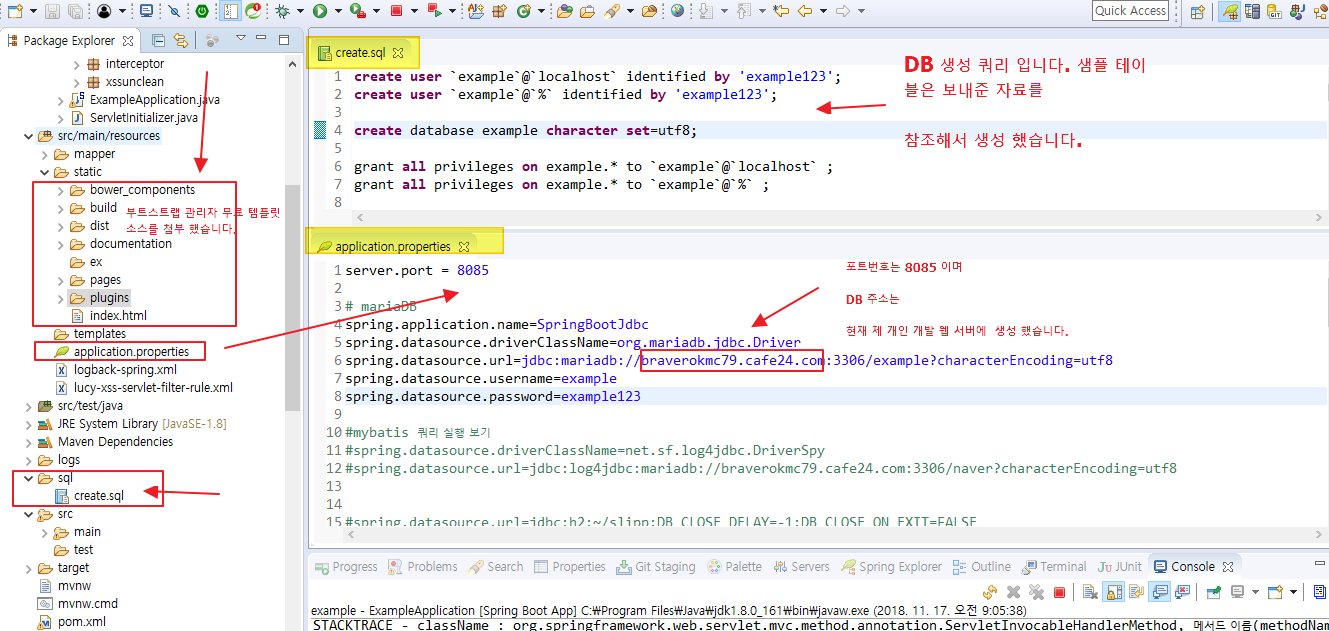 Quick Access
Package Explorer
interceptor
xssunclean
ExampleApplication.java
ServletInitializer.java
src/main/resources
mapper
static
bower_components
build
dist
documentation
ex
pages
plugins
index.html
부트스트랩 관리자 무료 템플릿
소스를 첨부 했습니다.
templates
application.properties
logback-spring.xml
lucy-xss-servlet-filter-rule.xml
src/test/java
JRE System Library [JavaSE-1.8]
Maven Dependencies
logs
sql
create.sql
src
main
test
target
mvnw
mvnw.cmd
pom.xml
create.sql
1 create user `example`@`localhost` identified by 'example123';
2 create user `example`@`%` identified by 'example123';
3
4 create database example character set=utf8;
5
6 grant all privileges on example.* to `example`@`localhost` ;
7 grant all privileges on example.* to `example`@`%` ;
8
DB 생성 쿼리 입니다. 샘플 테이
블은 보내준 자료를
참조해서 생성 했습니다.
application.properties
1 server.port = 8085
2
3 # mariaDB
4 spring.application.name=SpringBootJdbc
5 spring.datasource.driverClassName=org.mariadb.jdbc.Driver
6 spring.datasource.url=jdbc:mariadb://braverokmc79.cafe24.com:3306/example?characterEncoding=utf8
7 spring.datasource.username=example
8 spring.datasource.password=example123
9
10 #mybatis 쿼리 실행 보기
11 #spring.datasource.driverClassName=net.sf.log4jdbc.DriverSpy
12 #spring.datasource.url=jdbc:log4jdbc:mariadb://braverokmc79.cafe24.com:3306/naver?characterEncoding=utf8
13
14
15 #spring.datasource.url=jdbc:h2:~/slipp;DB_CLOSE_DELAY=-1;DB_CLOSE_ON_EXIT=FALSE
포트번호는 8085 이며
DB 주소는
현재 제 개인 개발 웹 서버에 생성 했습니다.
Progress Problems Search Properties Git Staging Palette Servers Spring Explorer Outline Terminal JUnit Console
example - ExampleApplication [Spring Boot App] C:₩Program Files₩Java₩jdk1.8.0_161₩bin₩javaw.exe (2018. 11. 17. 오전 9:05:38)
STACKTRACE - className : org.springframework.web.servlet.mvc.method.annotation.ServletInvocableHandlerMethod, 메서드 이름(methodNam